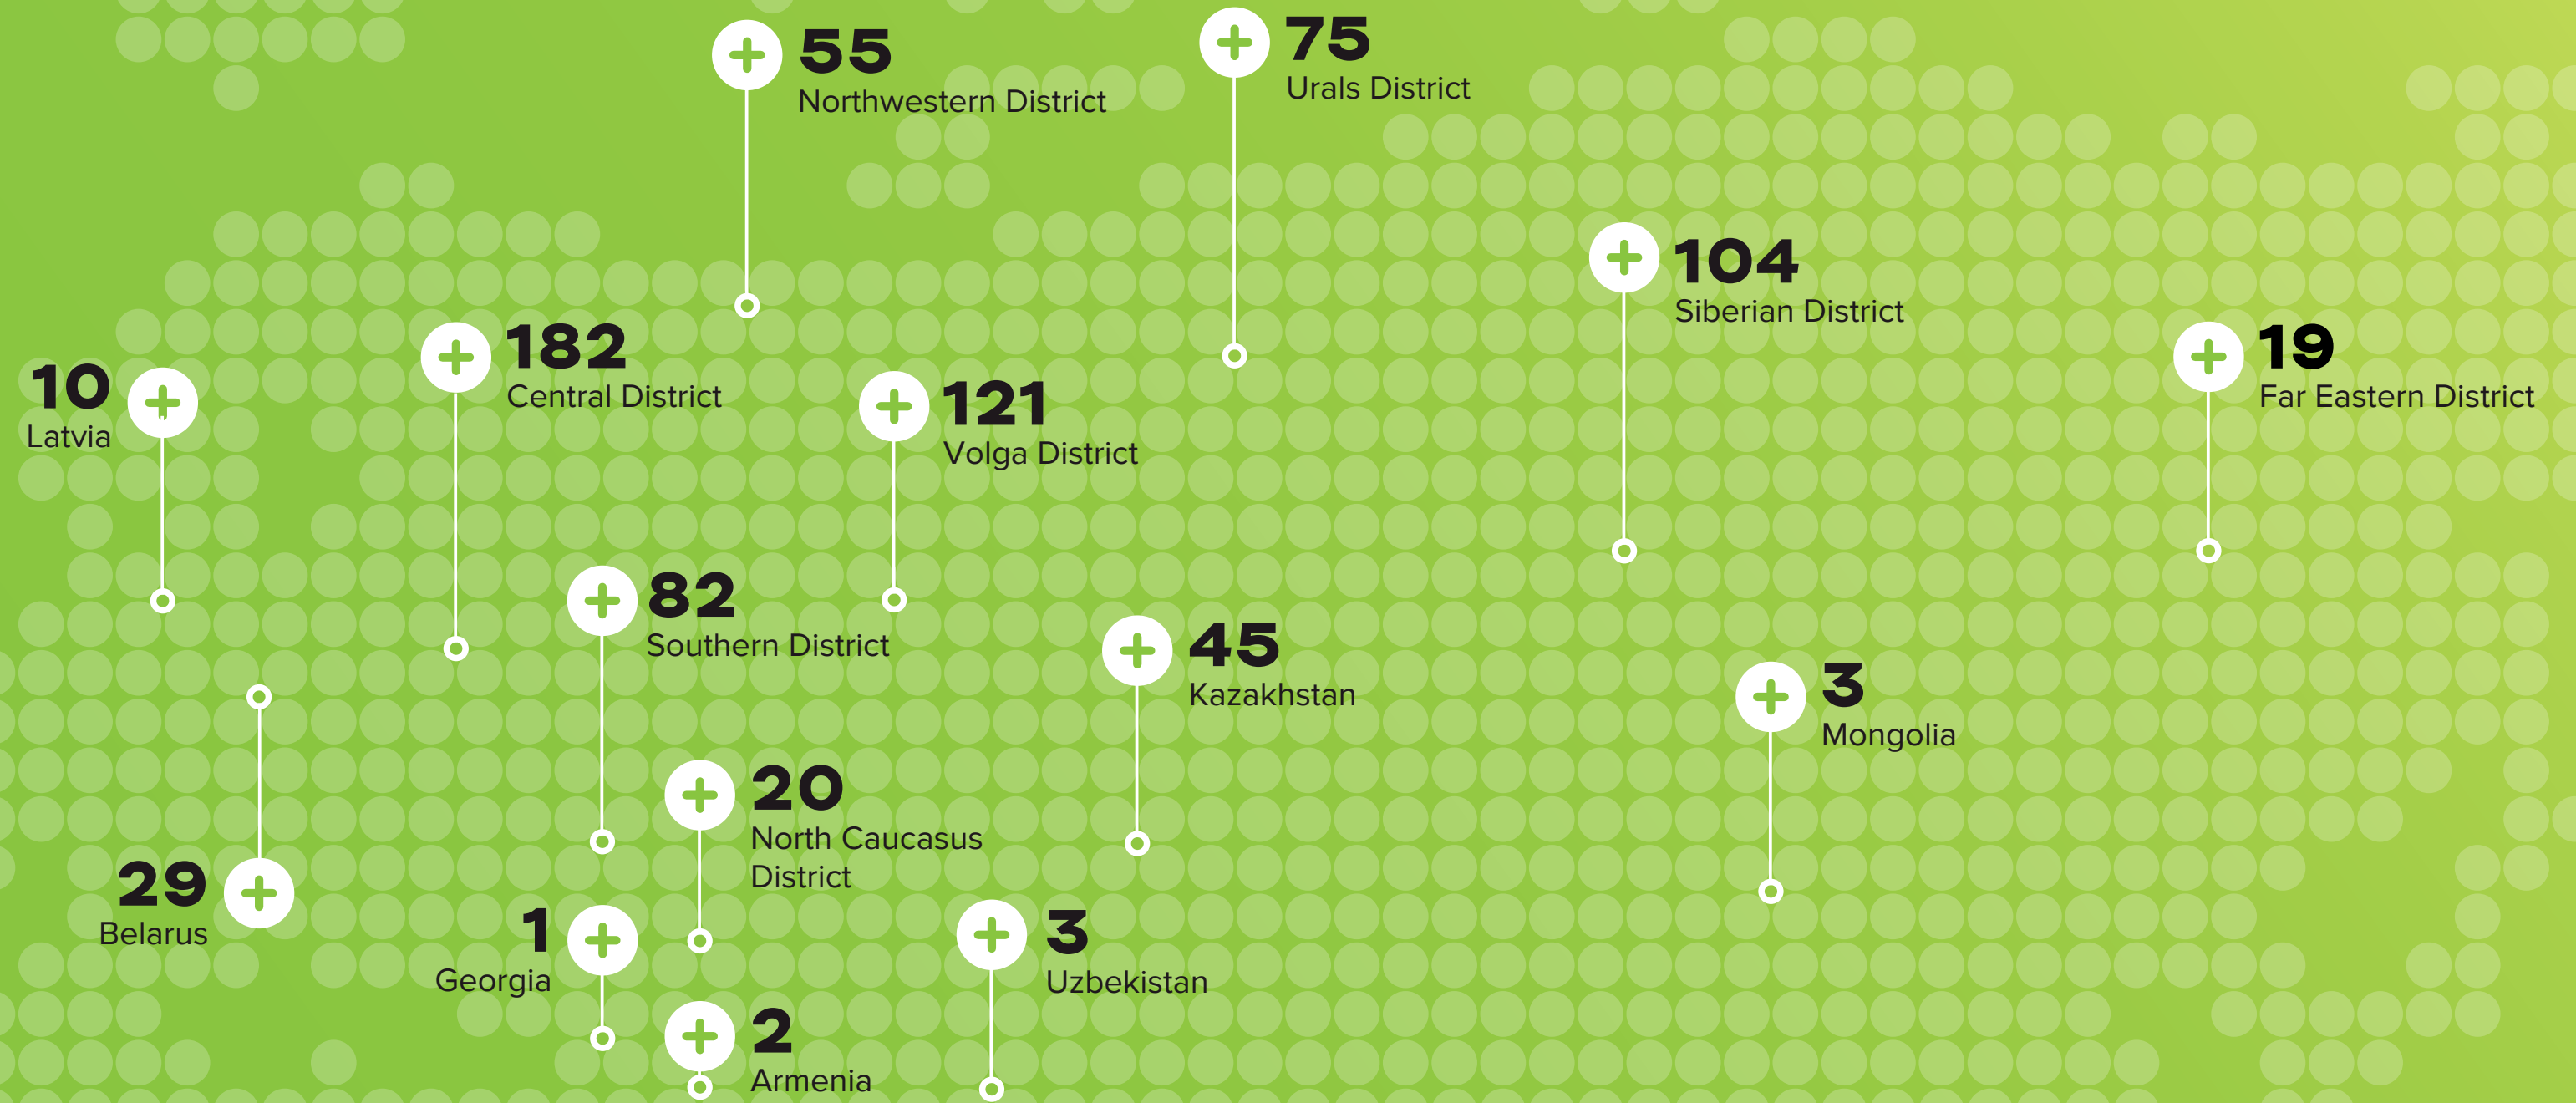 55
Northwestern District
75
Urals District
104
Siberian District
182
Central District
19
Far Eastern District
10
Latvia
121
Volga District
82
Southern District
45
Kazakhstan
3
Mongolia
20
North Caucasus
District
29
Belarus
1
Georgia
3
Uzbekistan
2
Armenia